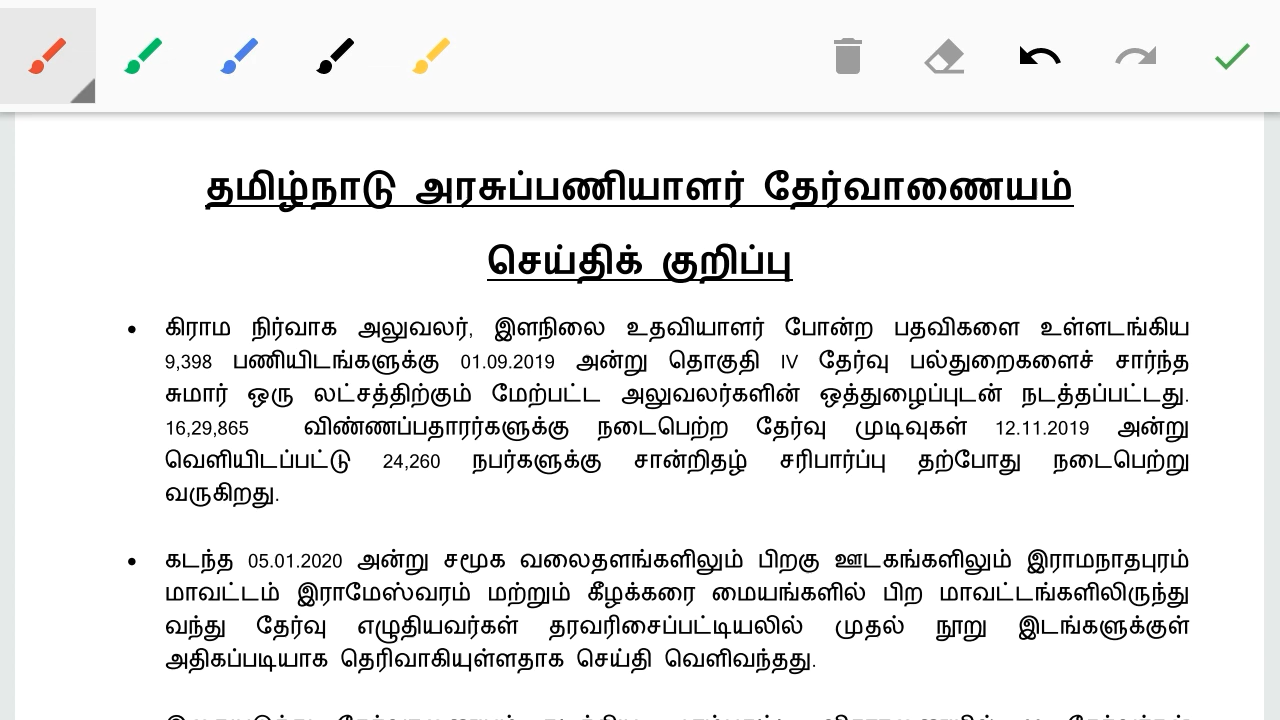 தமிழ்நாடு அரசுப்பணியாளர் தேர்வாணையம்
செய்திக் குறிப்பு
• கிராம நிர்வாக அலுவலர், இளநிலை உதவியாளர் போன்ற பதவிகளை உள்ளடங்கிய
9,398 பணியிடங்களுக்கு 01.09.2019 அன்று தொகுதி IV தேர்வு பல்துறைகளைச் சார்ந்த
சுமார் ஒரு லட்சத்திற்கும் மேற்பட்ட அலுவலர்களின் ஒத்துழைப்புடன் நடத்தப்பட்டது.
16,29,865 விண்ணப்பதாரர்களுக்கு நடைபெற்ற தேர்வு முடிவுகள் 12.11.2019 அன்று
வெளியிடப்பட்டு 24,260 நபர்களுக்கு சான்றிதழ் சரிபார்ப்பு தற்போது நடைபெற்று
வருகிறது.
• கடந்த 05.01.2020 அன்று சமூக வலைதளங்களிலும் பிறகு ஊடகங்களிலும் இராமநாதபுரம்
மாவட்டம் இராமேஸ்வரம் மற்றும் கீழக்கரை மையங்களில் பிற மாவட்டங்களிலிருந்து
வந்து தேர்வு எழுதியவர்கள் தரவரிசைப்பட்டியலில் முதல் நூறு இடங்களுக்குள்
அதிகப்படியாக தெரிவாகியுள்ளதாக செய்தி வெளிவந்தது.